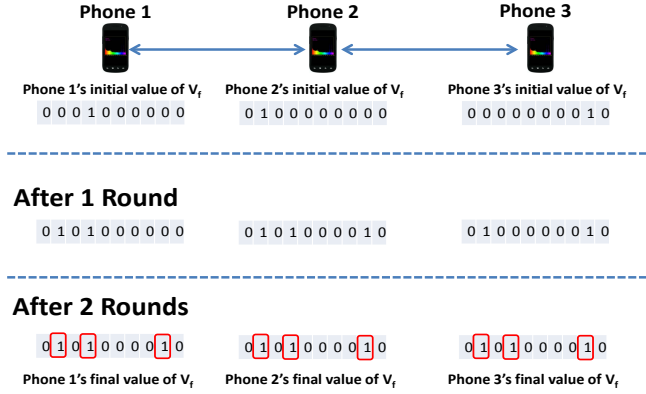 Phone 1 Phone 2 Phone 3
Phone 1's initial value of Vf Phone 2's initial value of Vf Phone 3's initial value of Vf
0 0 0 1 0 0 0 0 0 0 0 1 0 0 0 0 0 0 0 0 0 0 0 0 0 0 0 0 1 0
After 1 Round
0 1 0 1 0 0 0 0 0 0 0 1 0 1 0 0 0 0 1 0 0 1 0 0 0 0 0 0 1 0
After 2 Rounds
0 1 0 1 0 0 0 0 1 0 0 1 0 1 0 0 0 0 1 0 0 1 0 1 0 0 0 0 1 0
Phone 1's final value of Vf Phone 2's final value of Vf Phone 3's final value of Vf